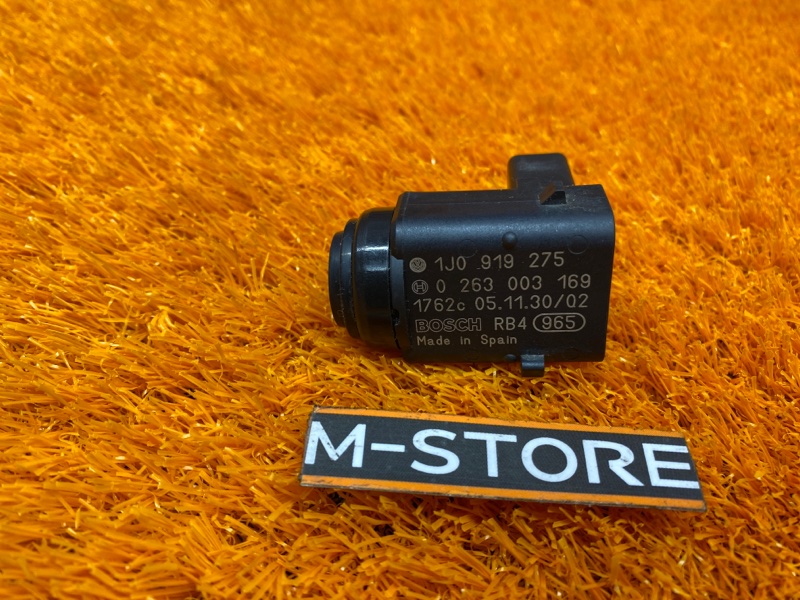 1J0 919 275
0 263 003 169
1762c 05.11.30/02
BOSCH RB4 965
Made in Spain
M-STORE